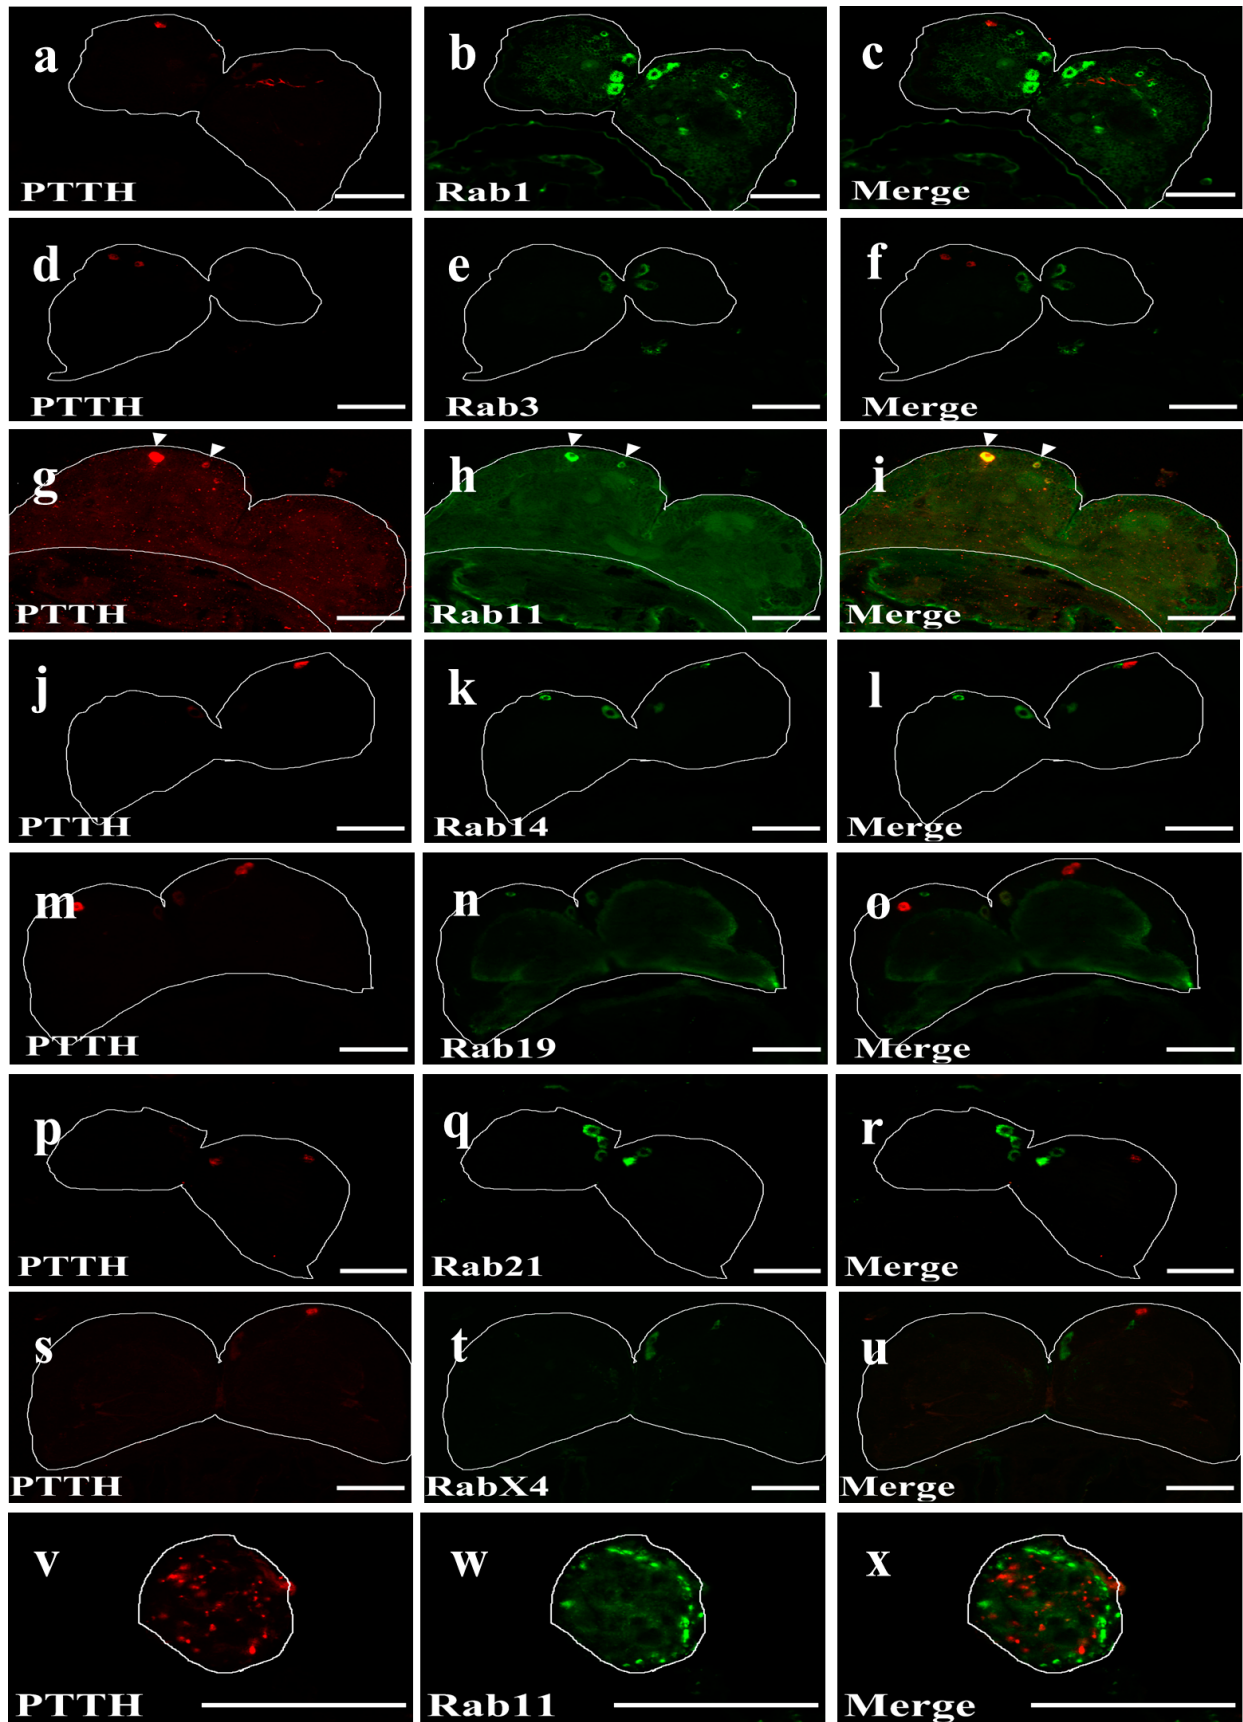 a b c
PTTH Rab1 Merge
d e f
PTTH Rab3 Merge
g h i
PTTH Rab11 Merge
j k l
PTTH Rab14 Merge
m n o
PTTH Rab19 Merge
p q r
PTTH Rab21 Merge
s t u
PTTH RabX4 Merge
v w x
PTTH Rab11 Merge